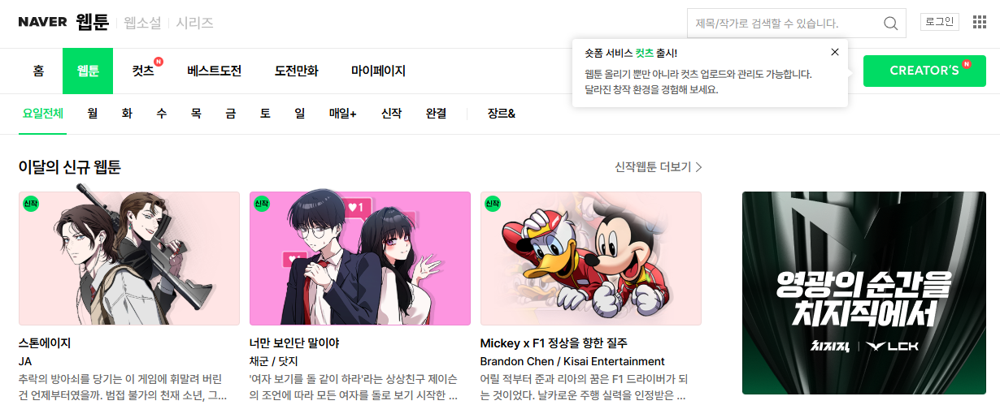 NAVER 웹툰 웹소설 시리즈
제목/작가로 검색할 수 있습니다.
로그인
홈 웹툰 컷츠 N 베스트도전 도전만화 마이페이지
숏폼 서비스 컷츠 출시!
웹툰 올리기 뿐만 아니라 컷츠 업로드와 관리도 가능합니다.
달라진 창작 환경을 경험해 보세요.
CREATOR'S N
요일전체 월 화 수 목 금 토 일 매일+ 신작 완결 장르&
이달의 신규 웹툰
신작웹툰 더보기
신작
스톤에이지
JA
추락의 방아쇠를 당기는 이 게임에 휘말려 버린
건 언제부터였을까. 범접 불가의 천재 소년, 그...
신작
1
너만 보인단 말이야
채군 / 닷지
'여자 보기를 돌 같이 하라'라는 상상친구 제이슨
의 조언에 따라 모든 여자를 돌로 보기 시작한 ...
신작
Mickey x F1 정상을 향한 질주
Brandon Chen / Kisai Entertainment
어릴 적부터 준과 리아의 꿈은 F1 드라이버가 되
는 것이었다. 날카로운 주행 실력을 인정받은 ...
영광의 순간을
치지직에서
치지직 LCK